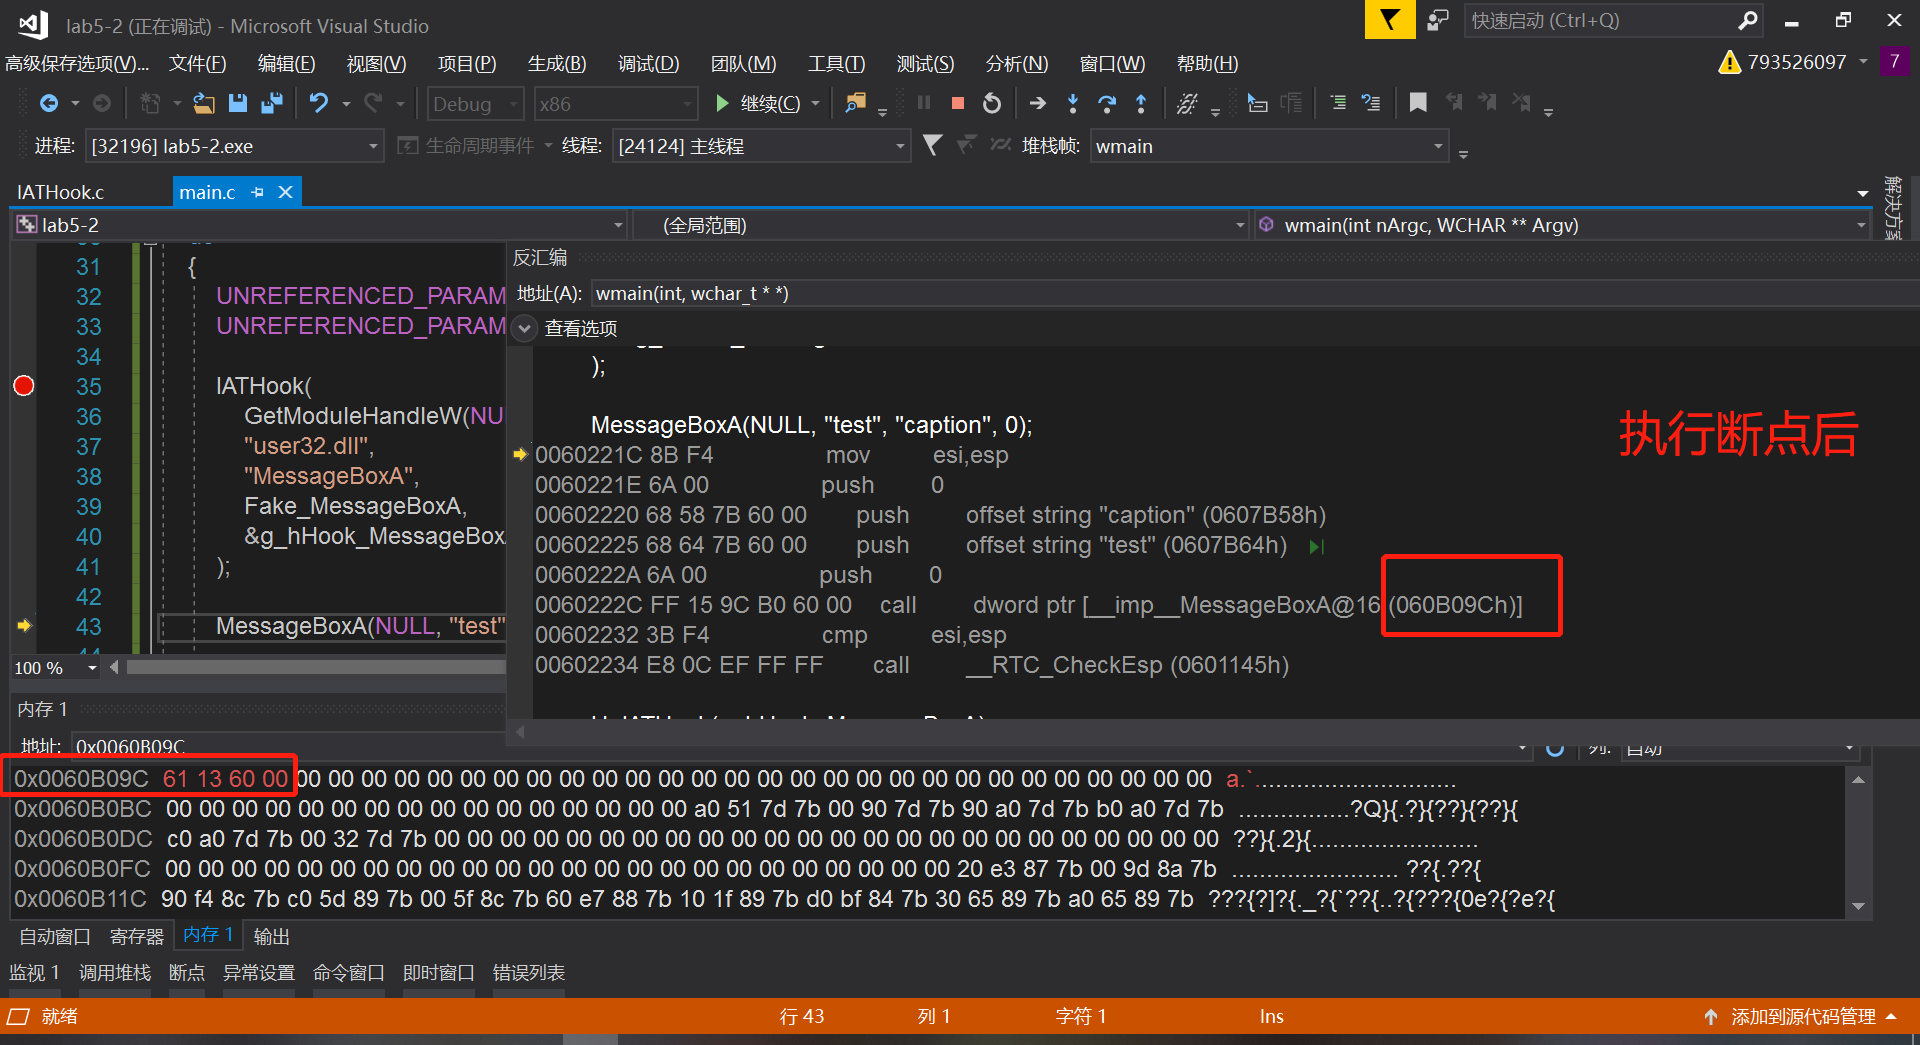 lab5-2 (正在调试) - Microsoft Visual Studio
快速启动 (Ctrl+Q)
高级保存选项(V)... 文件(F) 编辑(E) 视图(V) 项目(P) 生成(B) 调试(D) 团队(M) 工具(T) 测试(S) 分析(N) 窗口(W) 帮助(H) 793526097 7
Debug x86 继续(C)
进程: [32196] lab5-2.exe 生命周期事件 线程: [24124] 主线程 堆栈帧: wmain
IATHook.c main.c
解决方案
lab5-2 (全局范围) wmain(int nArgc, WCHAR ** Argv)
31 {
32 UNREFERENCED_PARAM
33 UNREFERENCED_PARAM
34
35 IATHook(
36 GetModuleHandleW(NU
37 "user32.dll",
38 "MessageBoxA",
39 Fake_MessageBoxA,
40 &g_hHook_MessageBox
41 );
42
43 MessageBoxA(NULL, "test"
44
100 %
反汇编
地址(A): wmain(int, wchar_t * *)
查看选项
);
MessageBoxA(NULL, "test", "caption", 0);
0060221C 8B F4 mov esi,esp
0060221E 6A 00 push 0
00602220 68 58 7B 60 00 push offset string "caption" (0607B58h)
00602225 68 64 7B 60 00 push offset string "test" (0607B64h)
0060222A 6A 00 push 0
0060222C FF 15 9C B0 60 00 call dword ptr [__imp__MessageBoxA@16 (060B09Ch)]
00602232 3B F4 cmp esi,esp
00602234 E8 0C EF FF FF call __RTC_CheckEsp (0601145h)
执行断点后
内存 1
地址: 0x0060B09C 列: 自动
0x0060B09C 61 13 60 00 00 00 00 00 00 00 00 00 00 00 00 00 00 00 00 00 00 00 00 00 00 00 00 00 00 00 00 00 a.`.............................
0x0060B0BC 00 00 00 00 00 00 00 00 00 00 00 00 00 00 00 00 a0 51 7d 7b 00 90 7d 7b 90 a0 7d 7b b0 a0 7d 7b ................?Q}{.?}{??}{??}{
0x0060B0DC c0 a0 7d 7b 00 32 7d 7b 00 00 00 00 00 00 00 00 00 00 00 00 00 00 00 00 00 00 00 00 00 00 00 00 ??}{.2}{........................
0x0060B0FC 00 00 00 00 00 00 00 00 00 00 00 00 00 00 00 00 00 00 00 00 00 00 00 00 20 e3 87 7b 00 9d 8a 7b ........................ ??{.??{
0x0060B11C 90 f4 8c 7b c0 5d 89 7b 00 5f 8c 7b 60 e7 88 7b 10 1f 89 7b d0 bf 84 7b 30 65 89 7b a0 65 89 7b ???{?]?{._?{`??{..?{???{0e?{?e?{
自动窗口 寄存器 内存 1 输出
监视 1 调用堆栈 断点 异常设置 命令窗口 即时窗口 错误列表
就绪 行 43 列 1 字符 1 Ins 添加到源代码管理